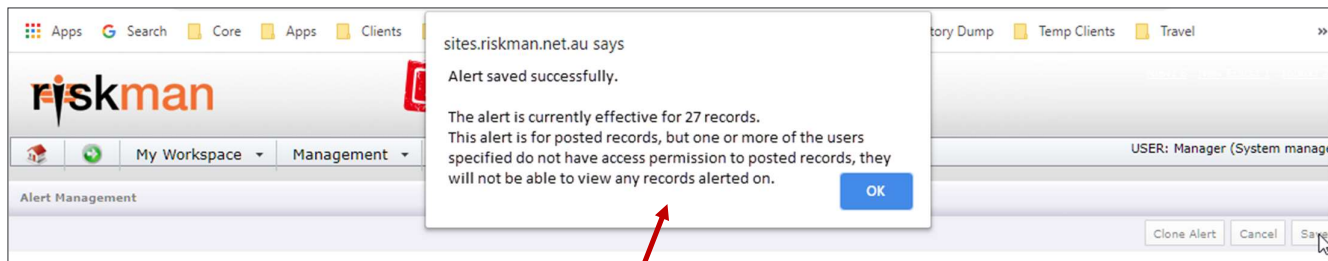 Apps Search Core Apps Clients
tory Dump Temp Clients Travel »
sites.riskman.net.au says
Alert saved successfully.
The alert is currently effective for 27 records.
This alert is for posted records, but one or more of the users
specified do not have access permission to posted records, they
will not be able to view any records alerted on.
OK
riskman
My Workspace Management
USER: Manager (System manage
Alert Management
Clone Alert Cancel Save